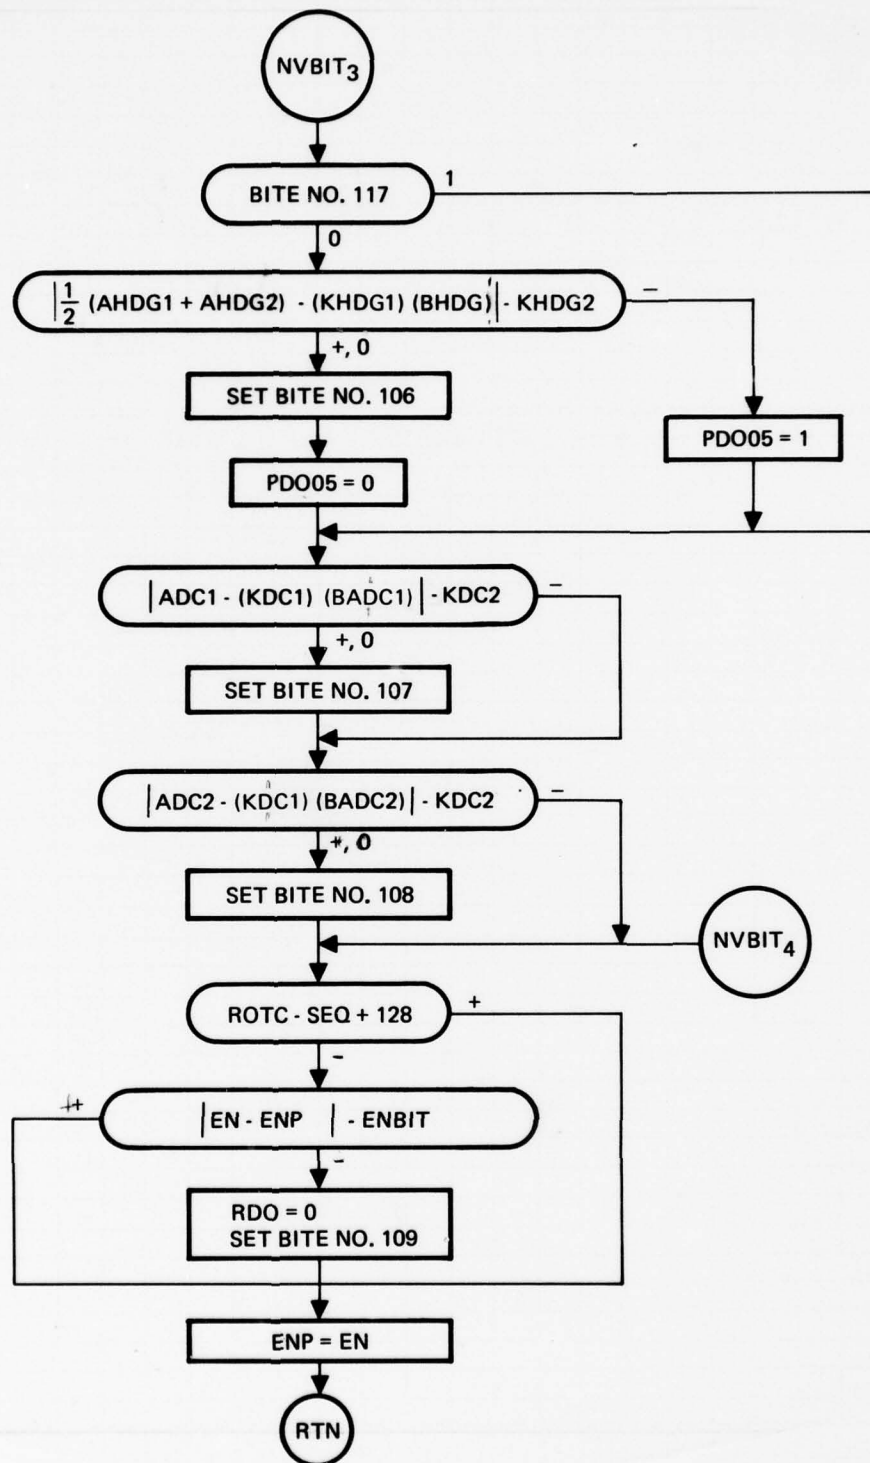 NVBIT3
BITE NO. 117
1
0
|1/2 (AHDG1 + AHDG2) - (KHDG1) (BHDG)| - KHDG2
-
+, 0
SET BITE NO. 106
PDO05 = 1
PDO05 = 0
|ADC1 - (KDC1) (BADC1)| - KDC2
-
+, 0
SET BITE NO. 107
|ADC2 - (KDC1) (BADC2)| - KDC2
-
+, 0
SET BITE NO. 108
NVBIT4
ROTC - SEQ + 128
+
-
+
|EN - ENP | - ENBIT
-
RDO = 0
SET BITE NO. 109
ENP = EN
RTN